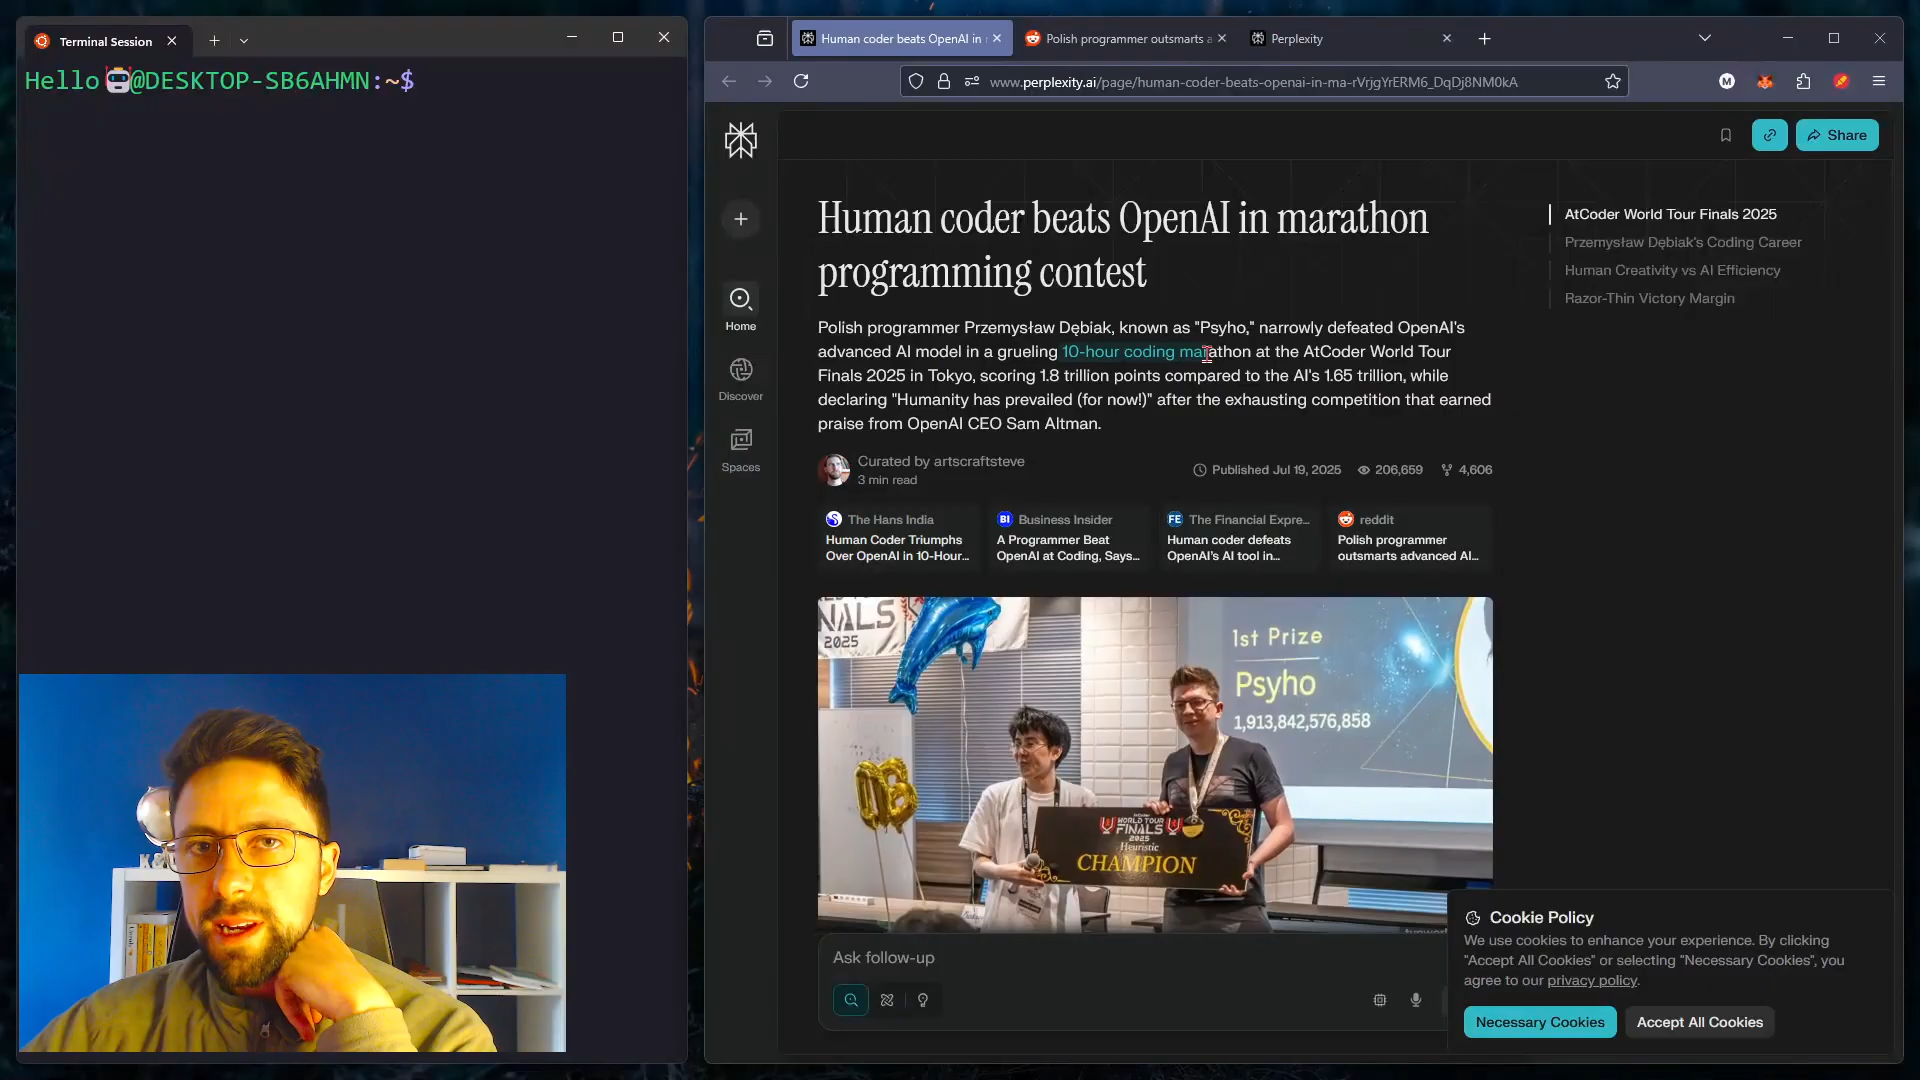 Terminal Session
Hello🤖@DESKTOP-SB6AHMN:~$
Human coder beats OpenAI in
Polish programmer outsmarts a
Perplexity
www.perplexity.ai/page/human-coder-beats-openai-in-ma-rVrjgYrERM6_DqDj8NM0kA
Share
Home
Discover
Spaces
Human coder beats OpenAI in marathon
programming contest
Polish programmer Przemysław Dębiak, known as "Psyho," narrowly defeated OpenAI's
advanced AI model in a grueling 10-hour coding marathon at the AtCoder World Tour
Finals 2025 in Tokyo, scoring 1.8 trillion points compared to the AI's 1.65 trillion, while
declaring "Humanity has prevailed (for now!)" after the exhausting competition that earned
praise from OpenAI CEO Sam Altman.
Curated by artscraftsteve
3 min read
Published Jul 19, 2025
206,659
4,606
The Hans India
Human Coder Triumphs
Over OpenAI in 10-Hour...
BI Business Insider
A Programmer Beat
OpenAI at Coding, Says...
FE The Financial Expre...
Human coder defeats
OpenAI's AI tool in...
reddit
Polish programmer
outsmarts advanced AI...
AtCoder World Tour Finals 2025
Przemysław Dębiak's Coding Career
Human Creativity vs AI Efficiency
Razor-Thin Victory Margin
NALS
2025
1st Prize
Psyho
1,913,842,576,858
WORLD TOUR
FINALS
2025
Heuristic
CHAMPION
Ask follow-up
Cookie Policy
We use cookies to enhance your experience. By clicking
"Accept All Cookies" or selecting "Necessary Cookies", you
agree to our privacy policy.
Necessary Cookies
Accept All Cookies